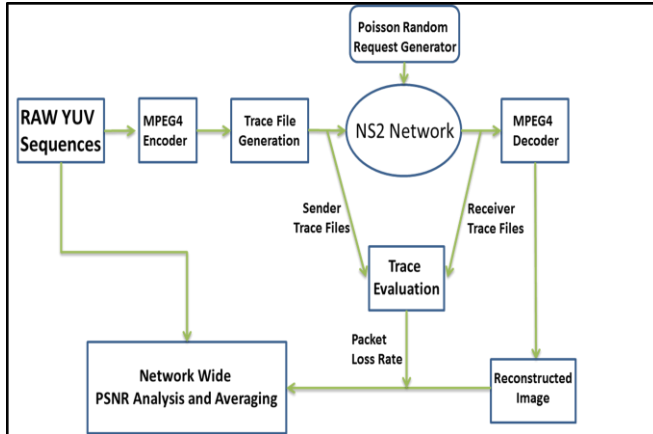 Poisson Random
Request Generator
RAW YUV
Sequences
MPEG4
Encoder
Trace File
Generation
NS2 Network
MPEG4
Decoder
Sender
Trace Files
Receiver
Trace Files
Trace
Evaluation
Packet
Loss Rate
Network Wide
PSNR Analysis and Averaging
Reconstructed
Image